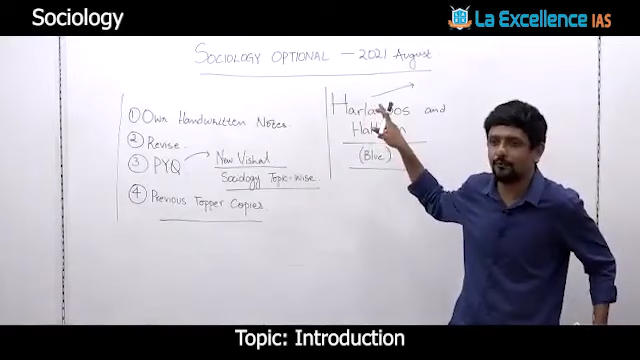 Sociology
La Excellence IAS
SOCIOLOGY OPTIONAL — 2021 August
① Own Handwritten Notes.
② Revise.
③ PYQ → New Vishal
Sociology Topic-wise.
④ Previous Topper Copies.
and
(Blue)
Topic: Introduction